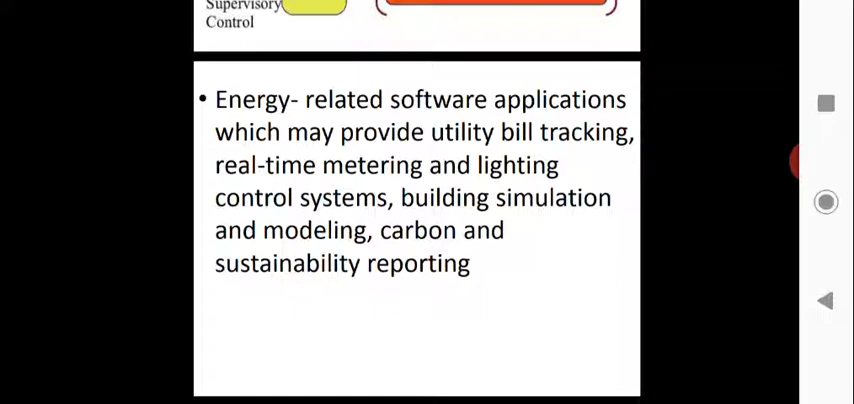 Supervisory
Control
• Energy- related software applications
which may provide utility bill tracking,
real-time metering and lighting
control systems, building simulation
and modeling, carbon and
sustainability reporting